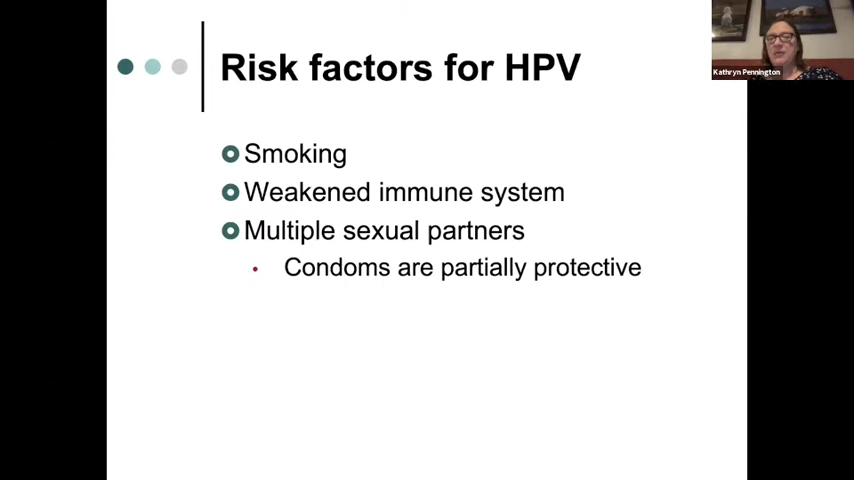 Risk factors for HPV
Kathryn Pennington
Smoking
Weakened immune system
Multiple sexual partners
• Condoms are partially protective